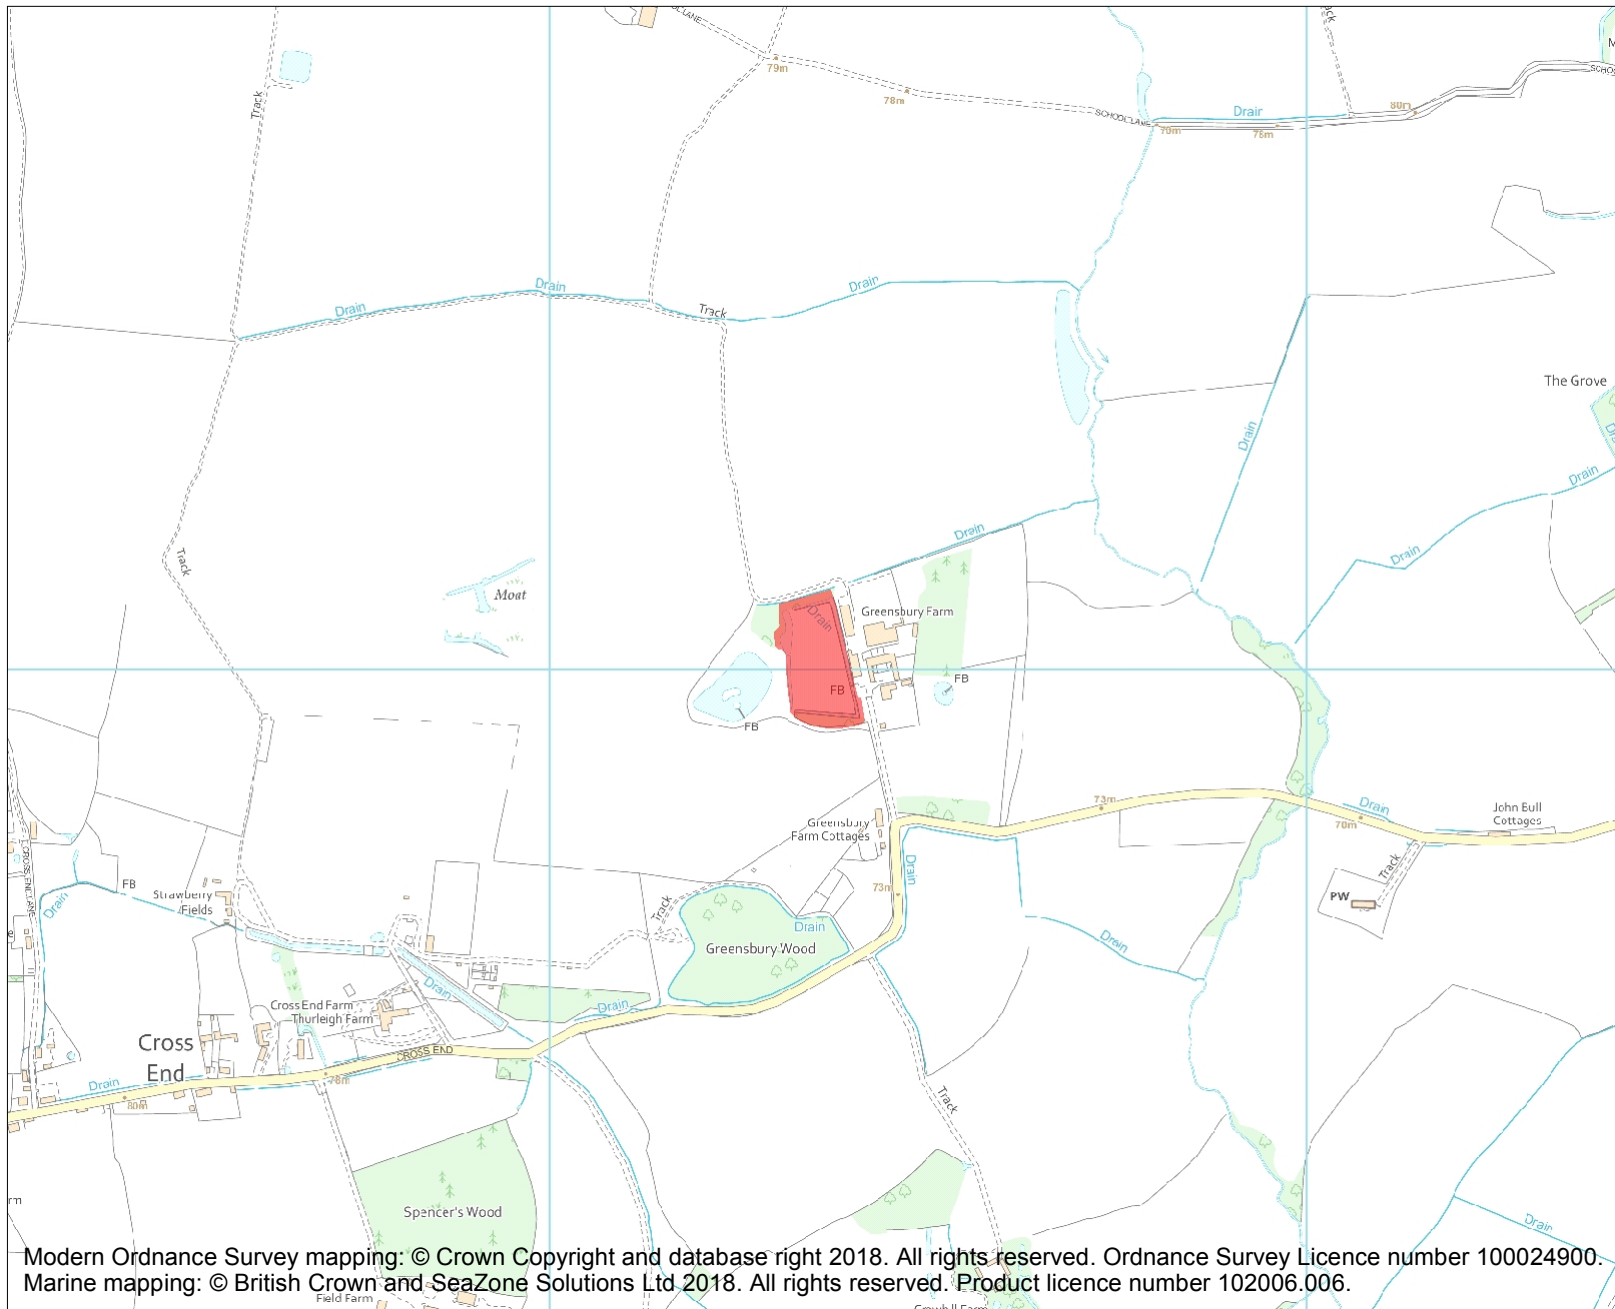 Track
79m
78m
SCHOOL LANE
79m
Drain
Drain
Drain
Drain
Track
The Grove
Drain
Drain
Drain
Drain
Track
Moat
Drain
Greensbury Farm
FB
FB
FB
73m
Drain
70m
John Bull
Cottages
Greensbury
Farm Cottages
Drain
73m
Track
PW
FB
Strawberry
Fields
CROSS END LANE
Drain
Track
Drain
Greensbury Wood
Drain
Drain
Drain
Cross End Farm
Thurleigh Farm
Cross
End
CROSS END
Drain
80m
Track
Spencer's Wood
Drain
Modern Ordnance Survey mapping: © Crown Copyright and database right 2018. All rights reserved. Ordnance Survey Licence number 100024900.
Marine mapping: © British Crown and SeaZone Solutions Ltd 2018. All rights reserved. Product licence number 102006.006.
Field Farm